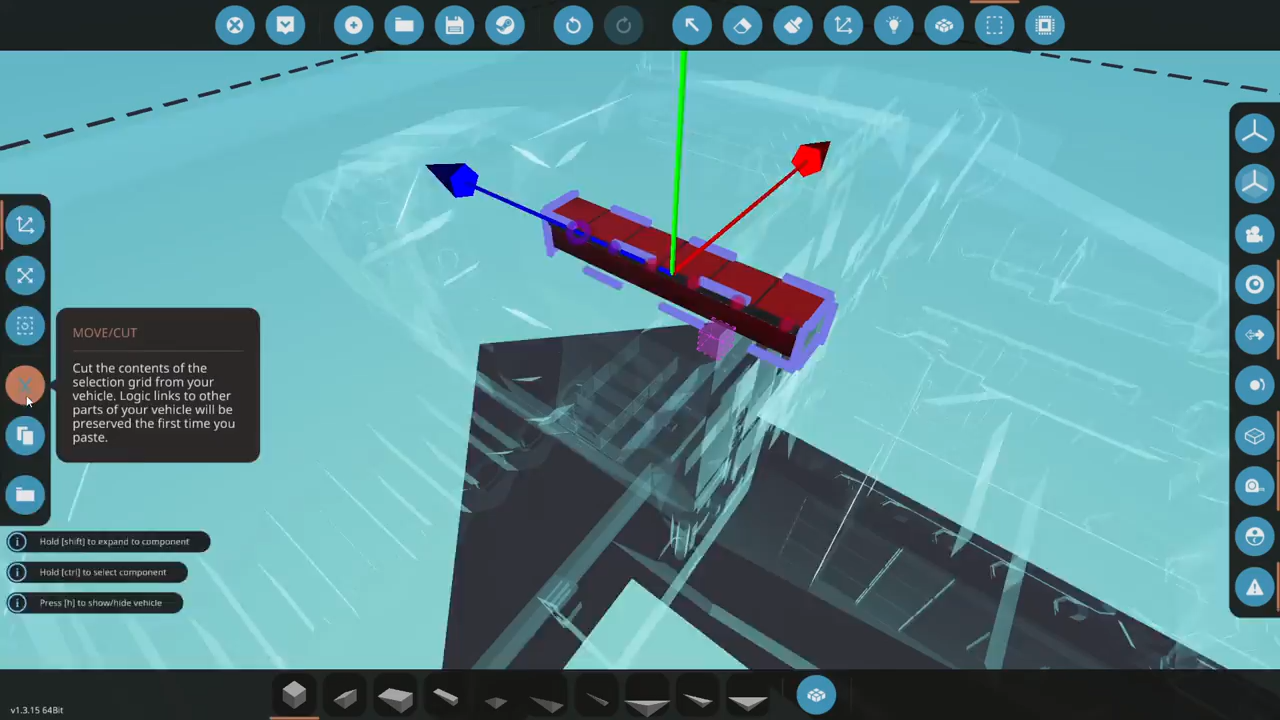 MOVE/CUT
Cut the contents of the
selection grid from your
vehicle. Logic links to other
parts of your vehicle will be
preserved the first time you
paste.
Hold [shift] to expand to component
Hold [ctrl] to select component
Press [h] to show/hide vehicle
v1.3.15 64Bit